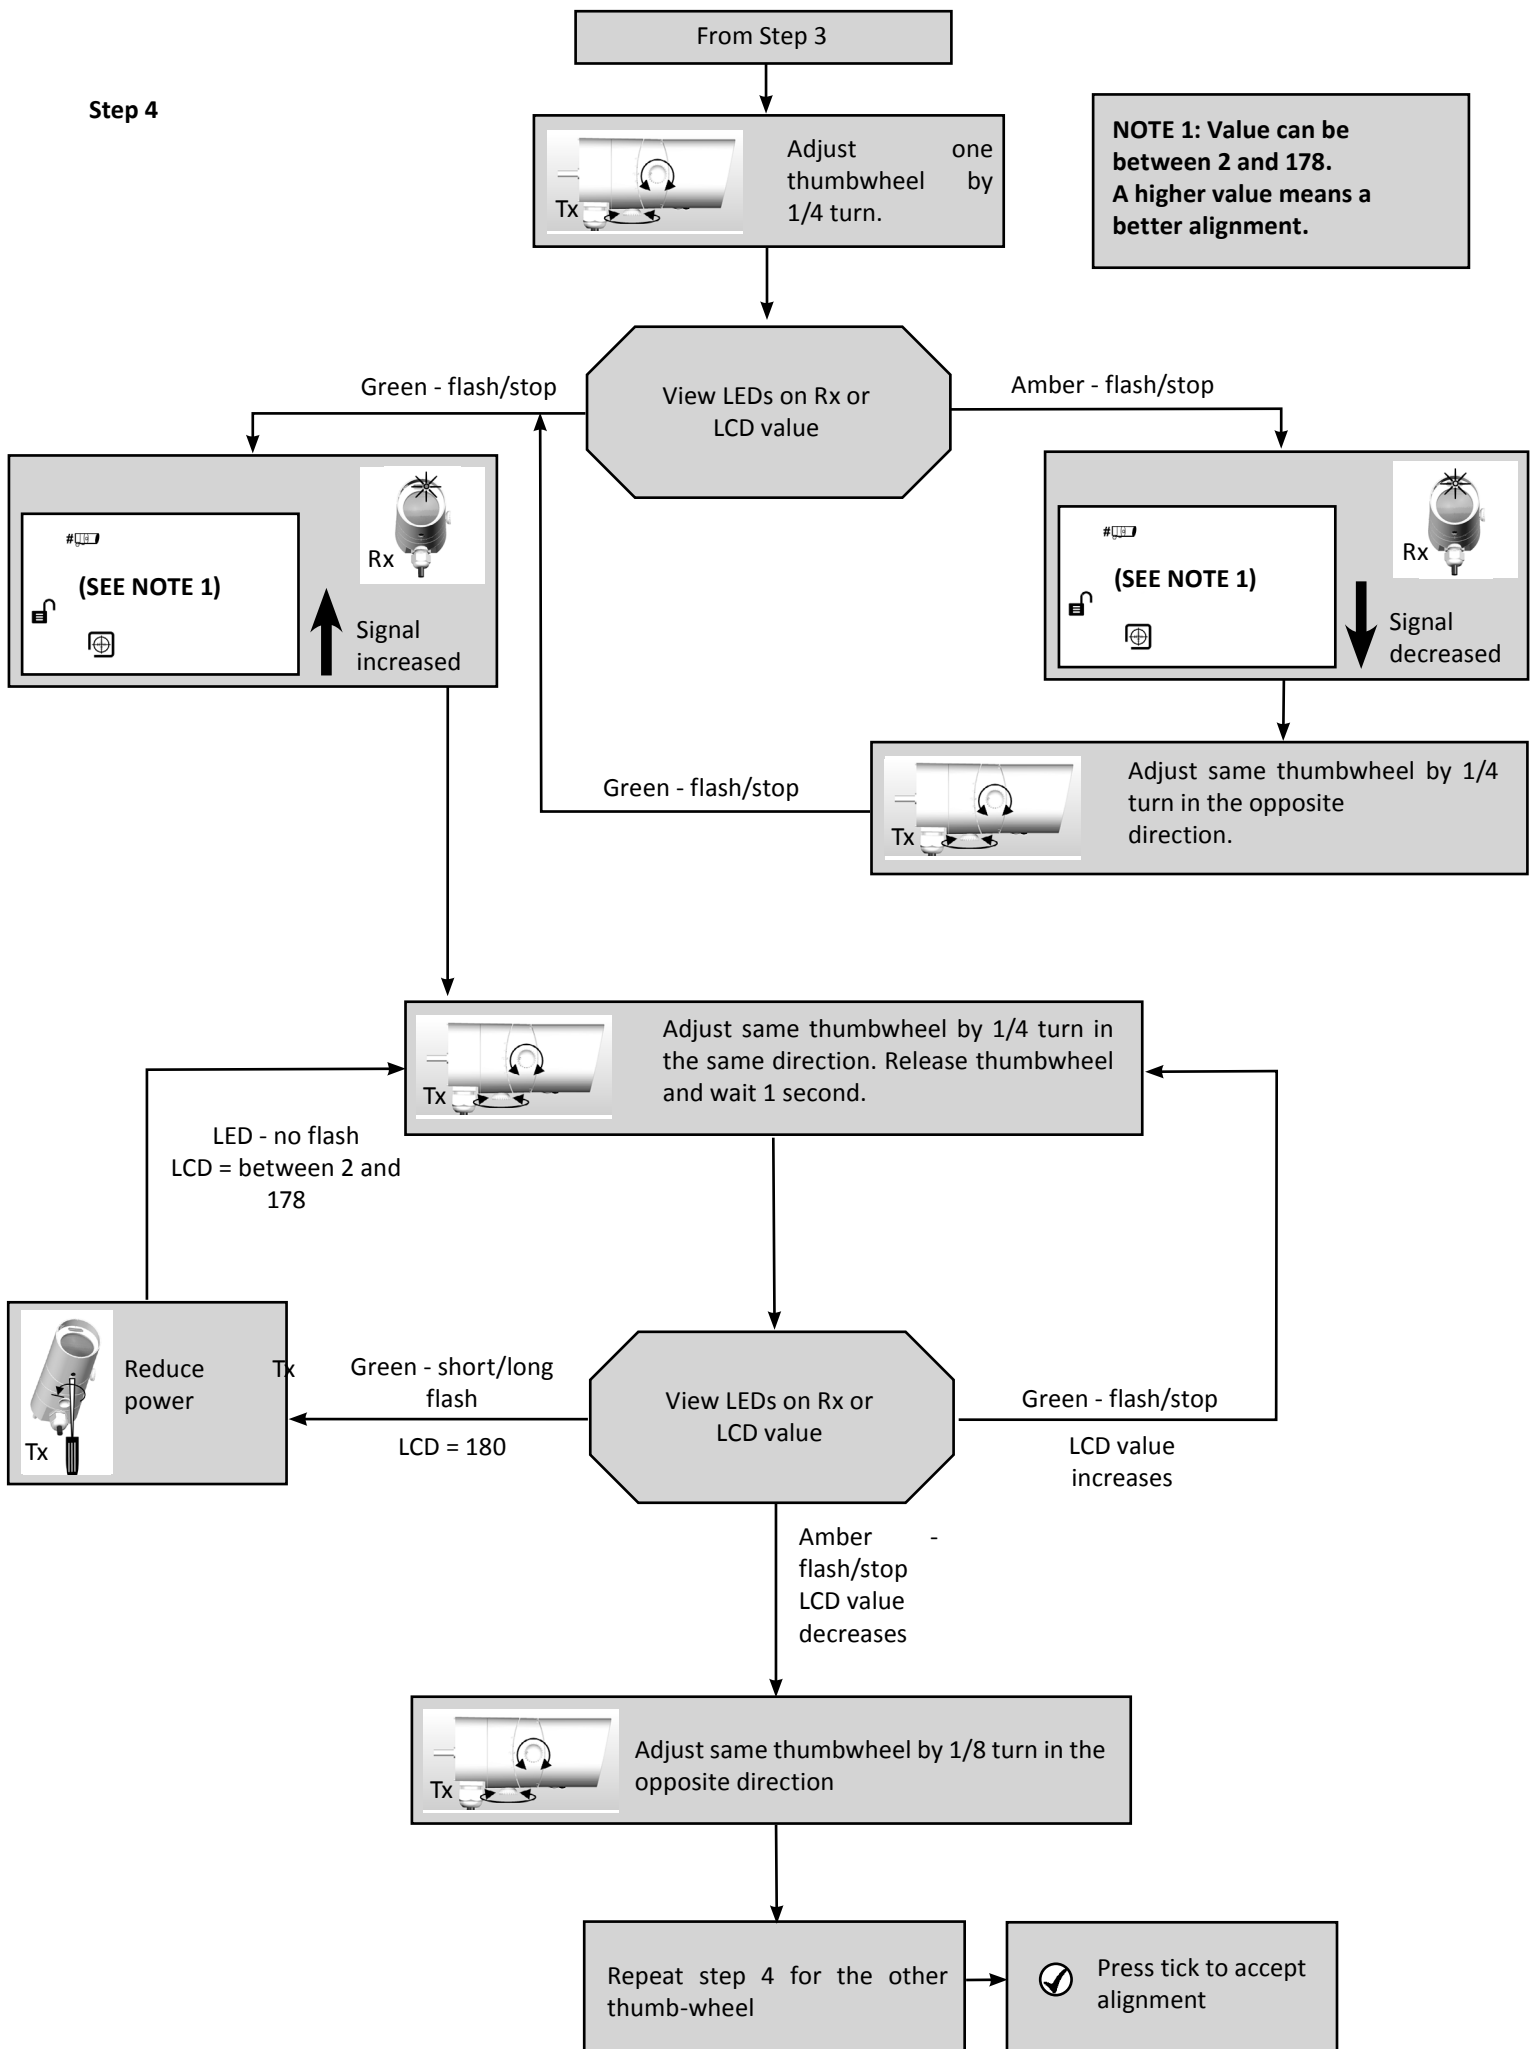 From Step 3
Step 4
Tx
Adjust one
thumbwheel by
1/4 turn.
NOTE 1: Value can be
between 2 and 178.
A higher value means a
better alignment.
Green - flash/stop
View LEDs on Rx or
LCD value
Amber - flash/stop
#
(SEE NOTE 1)
Rx
Signal
increased
#
(SEE NOTE 1)
Rx
Signal
decreased
Green - flash/stop
Tx
Adjust same thumbwheel by 1/4
turn in the opposite
direction.
Tx
Adjust same thumbwheel by 1/4 turn in
the same direction. Release thumbwheel
and wait 1 second.
LED - no flash
LCD = between 2 and
178
Tx
Reduce Tx
power
Green - short/long
flash
LCD = 180
View LEDs on Rx or
LCD value
Green - flash/stop
LCD value
increases
Amber -
flash/stop
LCD value
decreases
Tx
Adjust same thumbwheel by 1/8 turn in the
opposite direction
Repeat step 4 for the other
thumb-wheel
Press tick to accept
alignment